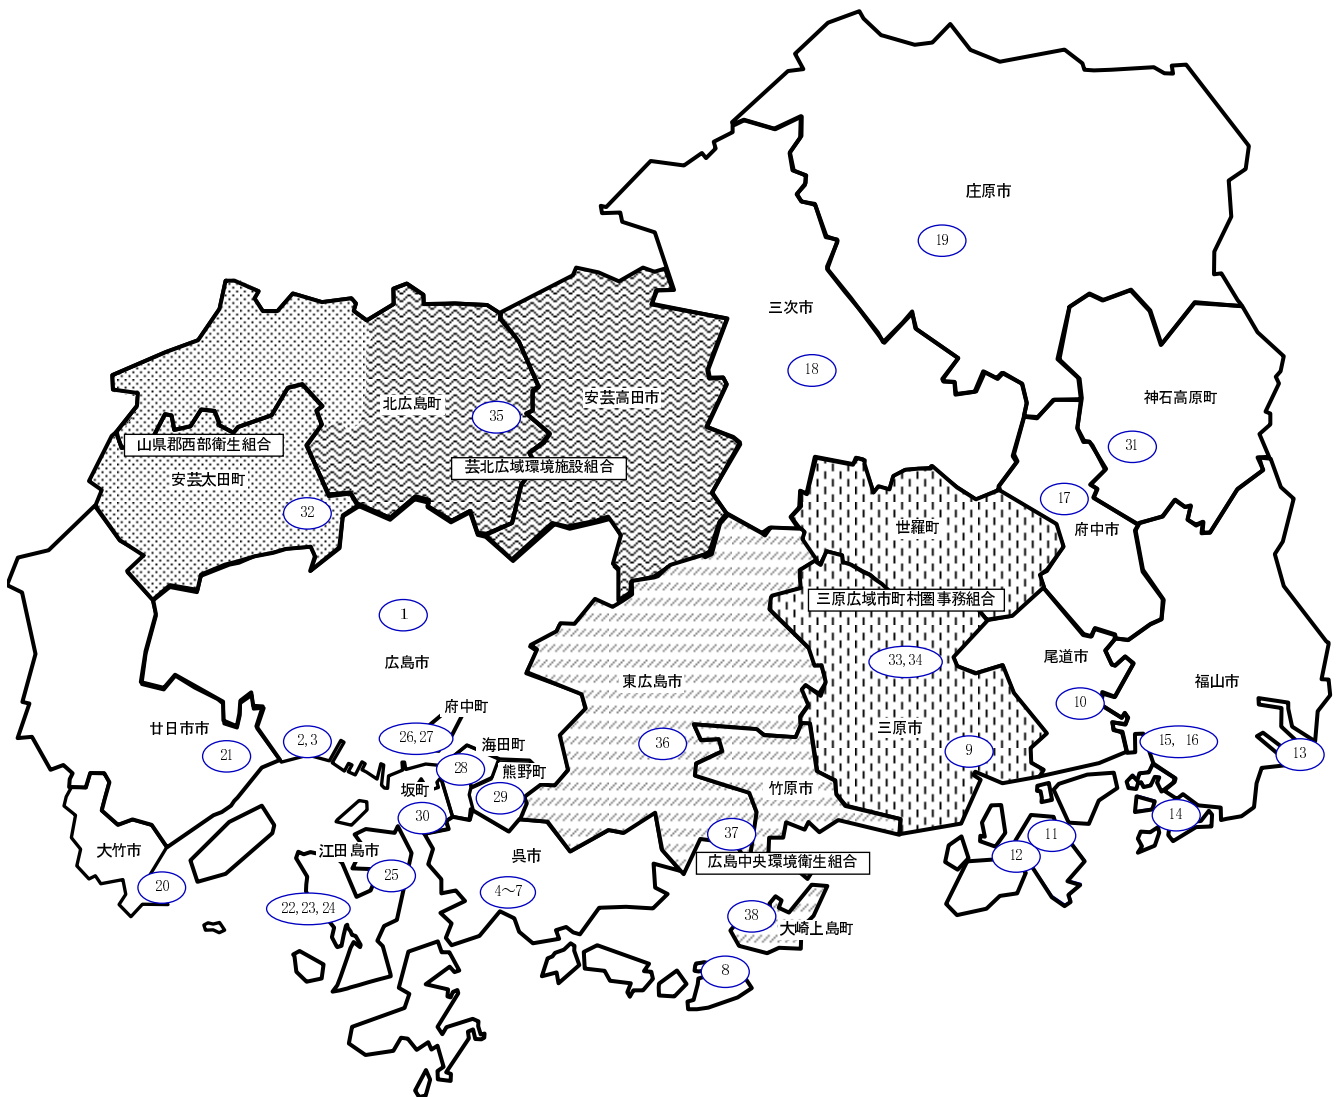 庄原市
19
三次市
18
神石高原町
31
北広島町
安芸高田市
35
山県郡西部衛生組合
芸北広域環境施設組合
安芸太田町
32
17
府中市
世羅町
三原広域市町村圏事務組合
1
広島市
33,34
尾道市
東広島市
福山市
10
府中町
三原市
廿日市市
21
2,3
26,27
海田町
36
9
15, 16
13
28
熊野町
坂町
29
竹原市
30
14
37
11
大竹市
江田島市
呉市
広島中央環境衛生組合
12
20
25
4～7
22,23,24
38
大崎上島町
8